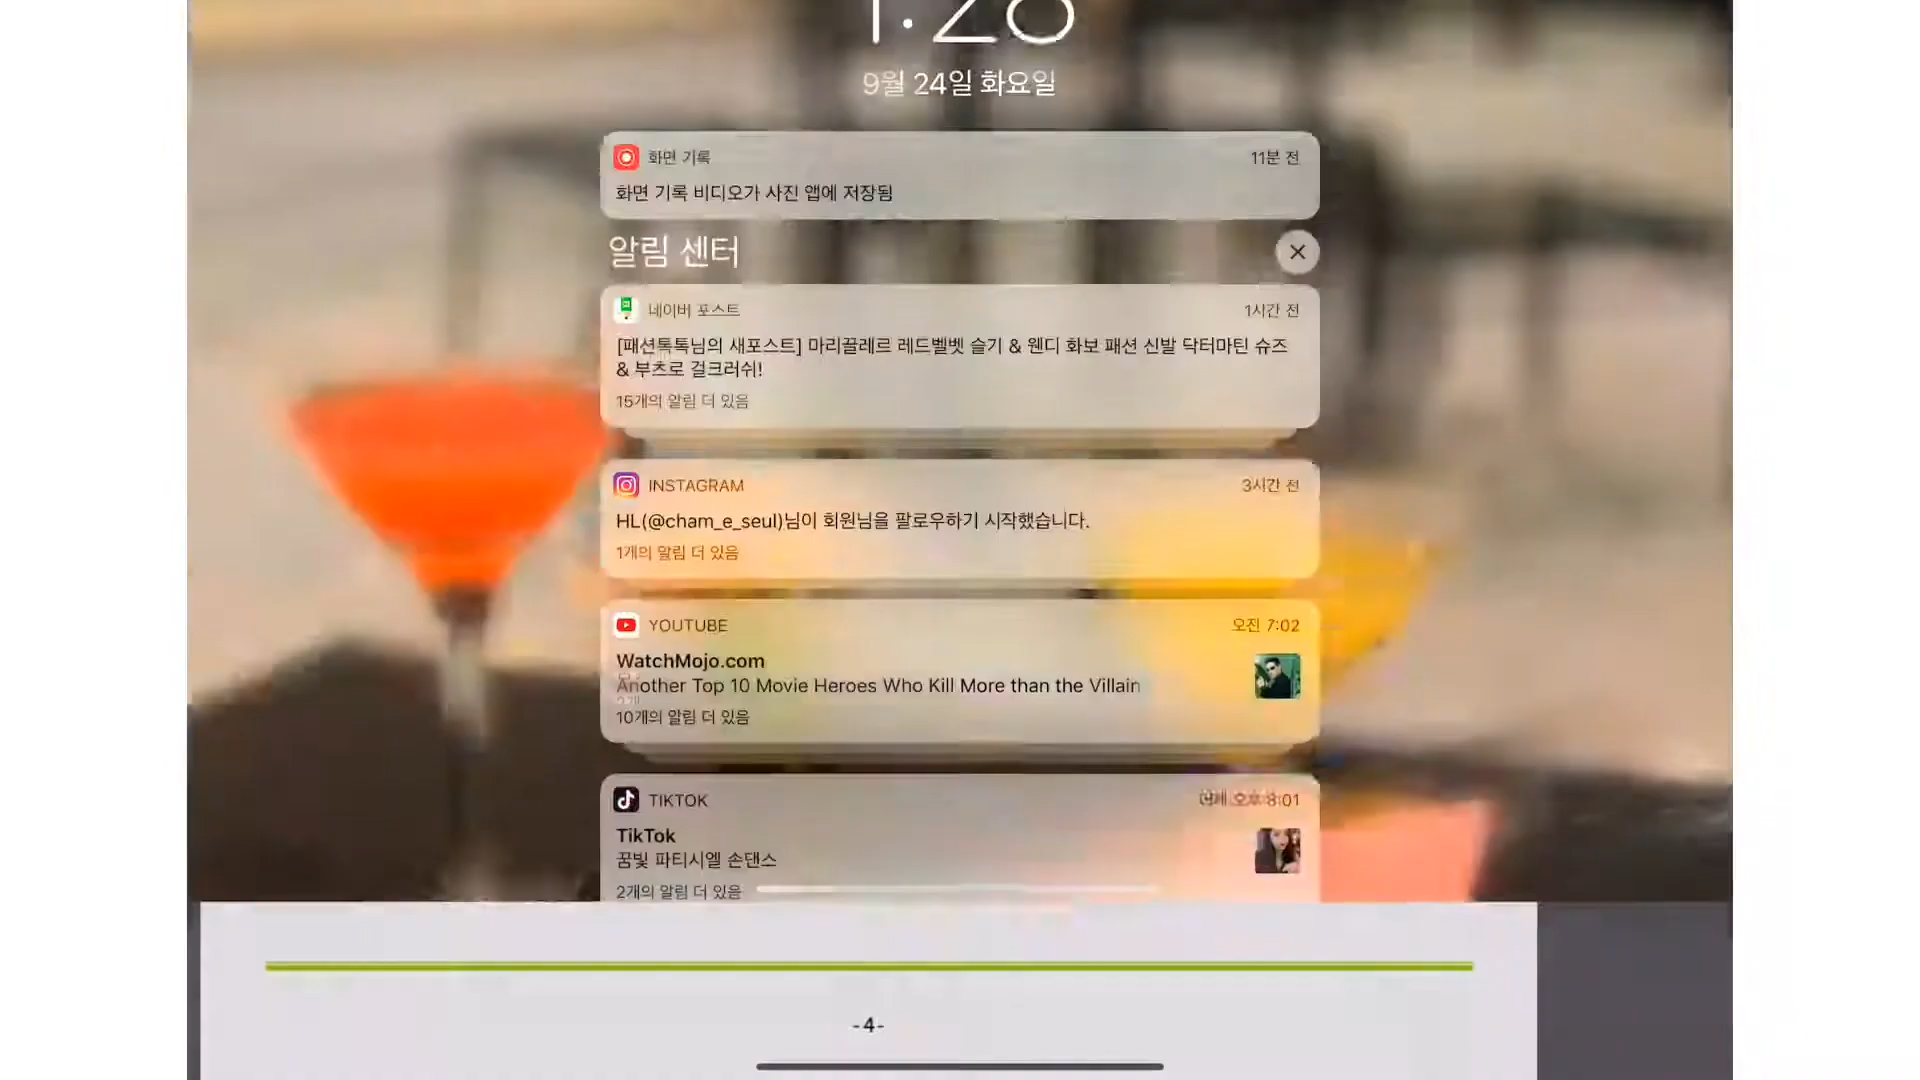 1:28
9월 24일 화요일
화면 기록
11분 전
화면 기록 비디오가 사진 앱에 저장됨
알림 센터
네이버 포스트
1시간 전
[패션톡톡님의 새포스트] 마리끌레르 레드벨벳 슬기 & 웬디 화보 패션 신발 닥터마틴 슈즈
& 부츠로 걸크러쉬!
15개의 알림 더 있음
INSTAGRAM
3시간 전
HL(@cham_e_seul)님이 회원님을 팔로우하기 시작했습니다.
1개의 알림 더 있음
YOUTUBE
오전 7:02
WatchMojo.com
Another Top 10 Movie Heroes Who Kill More than the Villain
10개의 알림 더 있음
TIKTOK
어제 오후 8:01
TikTok
꿈빛 파티시엘 손댄스
2개의 알림 더 있음
-4-